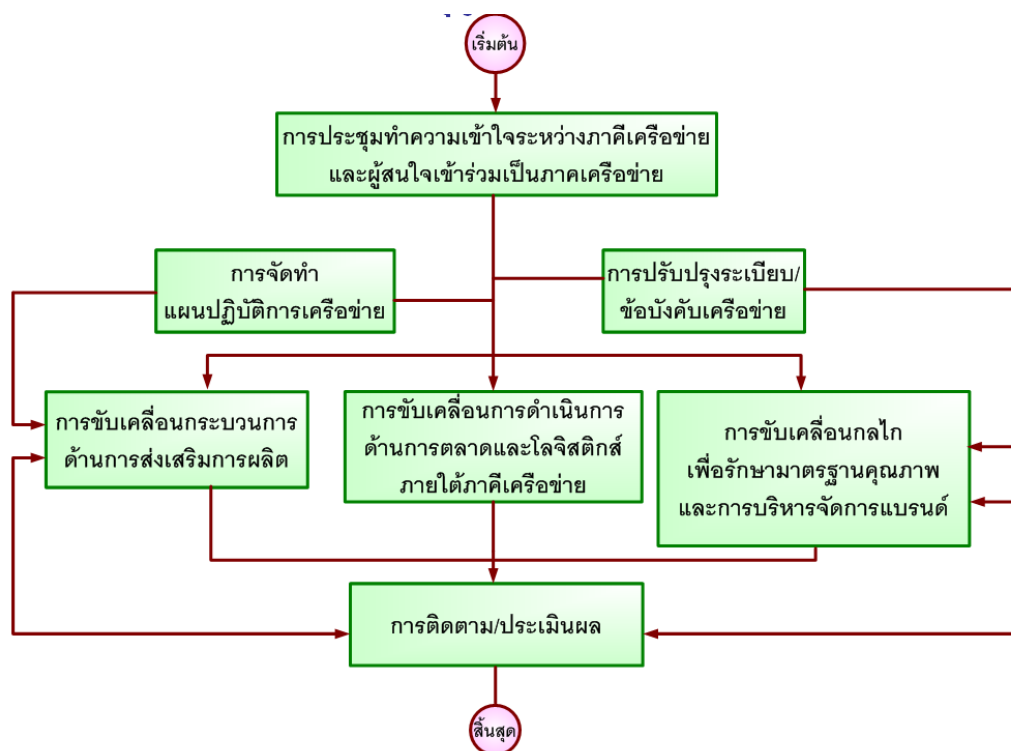 เริ่มต้น
การประชุมทำความเข้าใจระหว่างภาคีเครือข่าย
และผู้สนใจเข้าร่วมเป็นภาคเครือข่าย
การจัดทำ
แผนปฏิบัติการเครือข่าย
การปรับปรุงระเบียบ/
ข้อบังคับเครือข่าย
การขับเคลื่อนกระบวนการ
ด้านการส่งเสริมการผลิต
การขับเคลื่อนการดำเนินการ
ด้านการตลาดและโลจิสติกส์
ภายใต้ภาคีเครือข่าย
การขับเคลื่อนกลไก
เพื่อรักษามาตรฐานคุณภาพ
และการบริหารจัดการแบรนด์
การติดตาม/ประเมินผล
สิ้นสุด